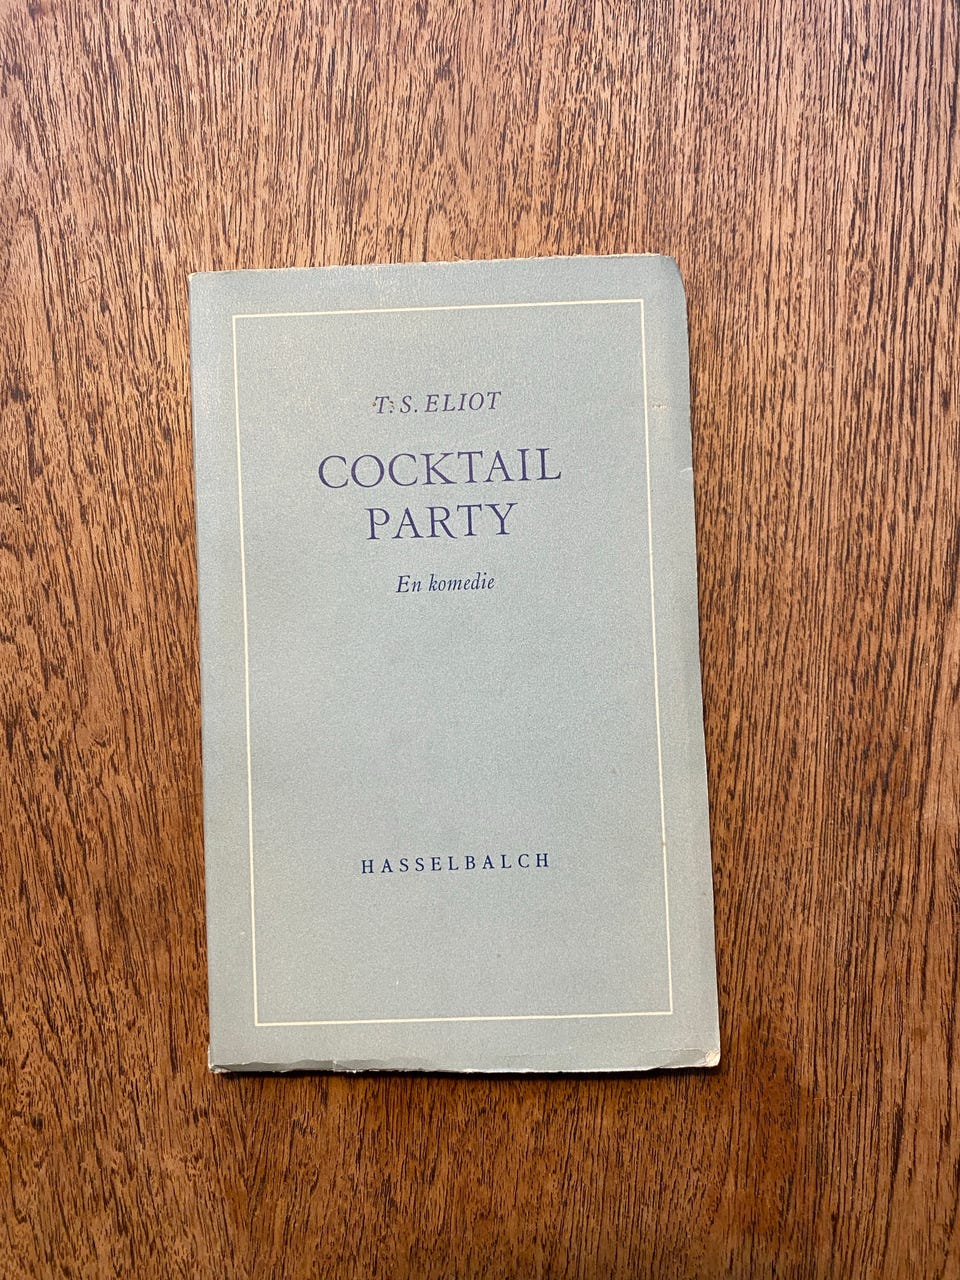 T. S. ELIOT
COCKTAIL
PARTY
En komedie
HASSELBALCH